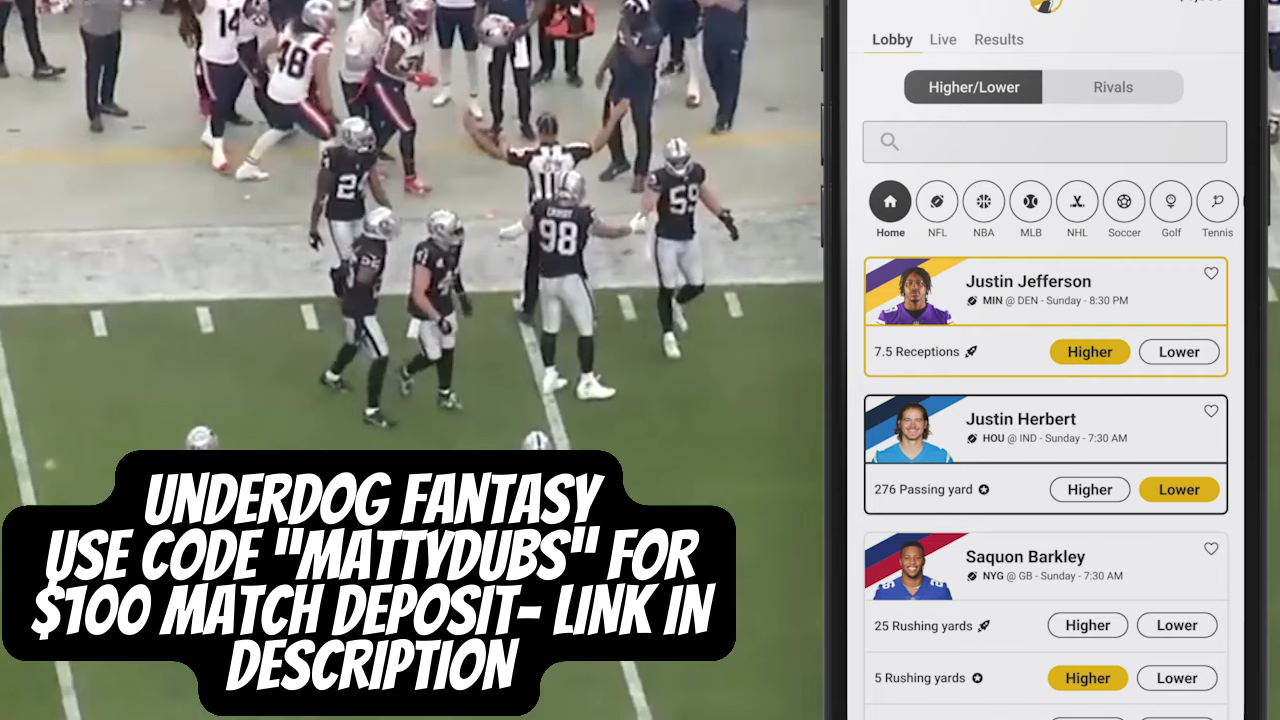 14
48
24
98
59
UNDERDOG FANTASY
USE CODE "MATTYDUBS" FOR
$100 MATCH DEPOSIT- LINK IN
DESCRIPTION
Lobby Live Results
Higher/Lower Rivals
Home NFL NBA MLB NHL Soccer Golf Tennis
Justin Jefferson
MIN @ DEN - Sunday - 8:30 PM
7.5 Receptions Higher Lower
Justin Herbert
HOU @ IND - Sunday - 7:30 AM
276 Passing yard Higher Lower
Saquon Barkley
NYG @ GB - Sunday - 7:30 AM
25 Rushing yards Higher Lower
5 Rushing yards Higher Lower